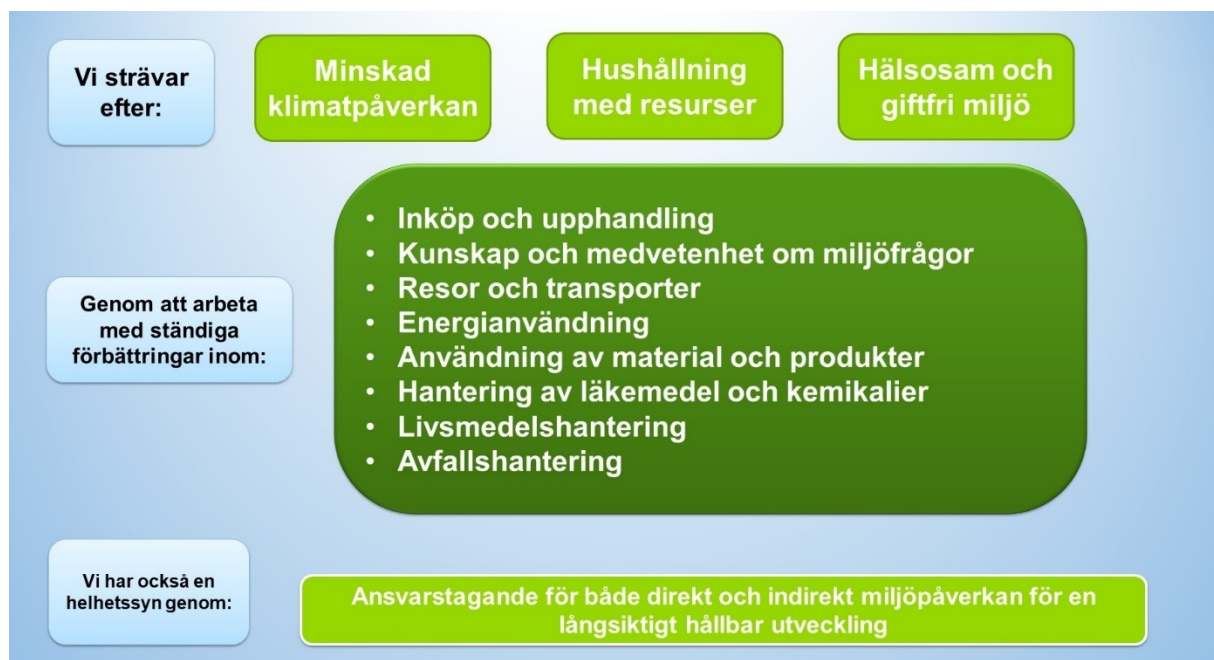 Vi strävar
efter:
Minskad
klimatpåverkan
Hushållning
med resurser
Hälsosam och
giftfri miljö
Genom att arbeta
med ständiga
förbättringar inom:
• Inköp och upphandling
• Kunskap och medvetenhet om miljöfrågor
• Resor och transporter
• Energianvändning
• Användning av material och produkter
• Hantering av läkemedel och kemikalier
• Livsmedelshantering
• Avfallshantering
Vi har också en
helhetssyn genom:
Ansvarstagande för både direkt och indirekt miljöpåverkan för en
långsiktigt hållbar utveckling